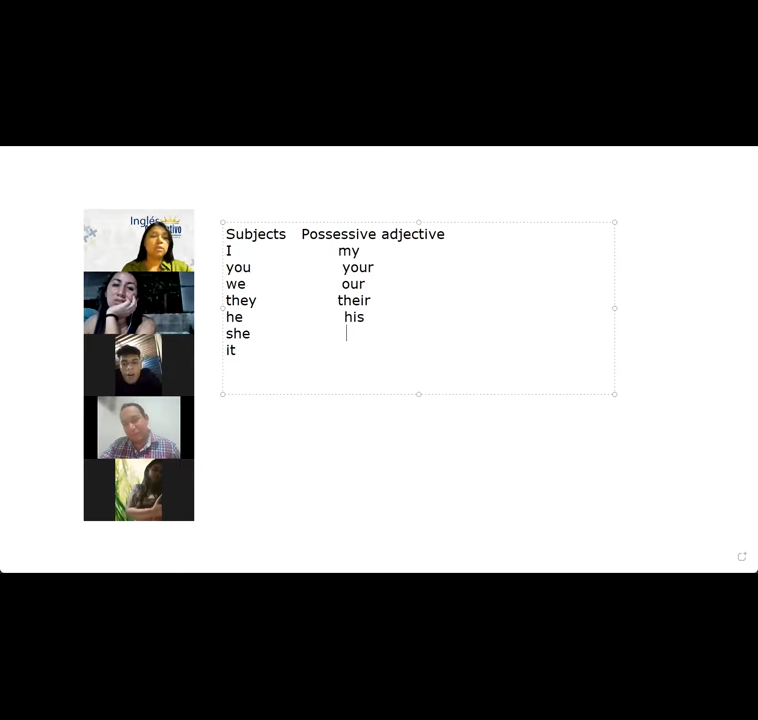 Inglés
Subjects Possessive adjective
I my
you your
we our
they their
he his
she
it